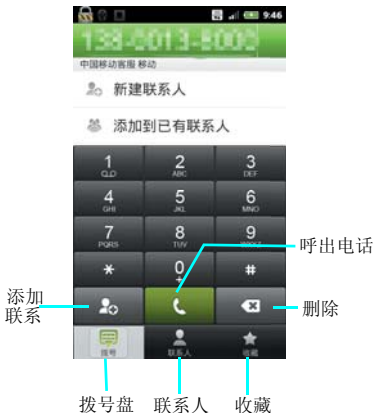 9:46
138-0013-8000
中国移动客服 移动
新建联系人
添加到已有联系人
1 2 3
ABC DEF
4 5 6
GHI JKL MNO
7 8 9
PQRS TUV
* 0 #
+
呼出电话
添加
联系
删除
拨号 联系人 收藏
拨号盘 联系人 收藏